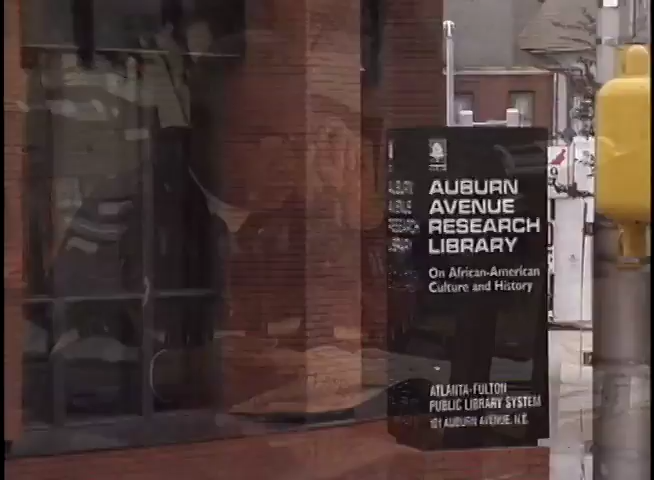 AUBURN
AVENUE
RESEARCH
LIBRARY
On African-American
Culture and History
ATLANTA-FULTON
PUBLIC LIBRARY SYSTEM
101 AUBURN AVENUE, N.E.